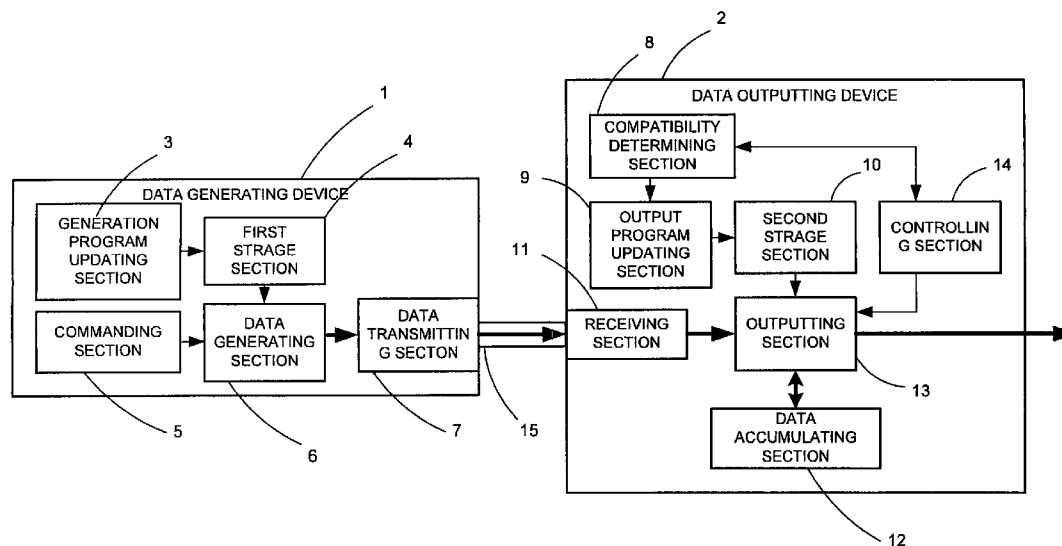 2
8
DATA OUTPUTTING DEVICE
1
COMPATIBILITY
DETERMINING
SECTION
3
4
9
10
14
DATA GENERATING DEVICE
GENERATION
PROGRAM
UPDATING
SECTION
FIRST
STRAGE
SECTION
OUTPUT
PROGRAM
UPDATING
SECTION
SECOND
STRAGE
SECTION
CONTROLLIN
G SECTION
11
COMMANDING
SECTION
DATA
GENERATING
SECTION
DATA
TRANSMITTIN
G SECTON
RECEIVING
SECTION
OUTPUTTING
SECTION
5
6
7
15
13
DATA
ACCUMULATING
SECTION
12